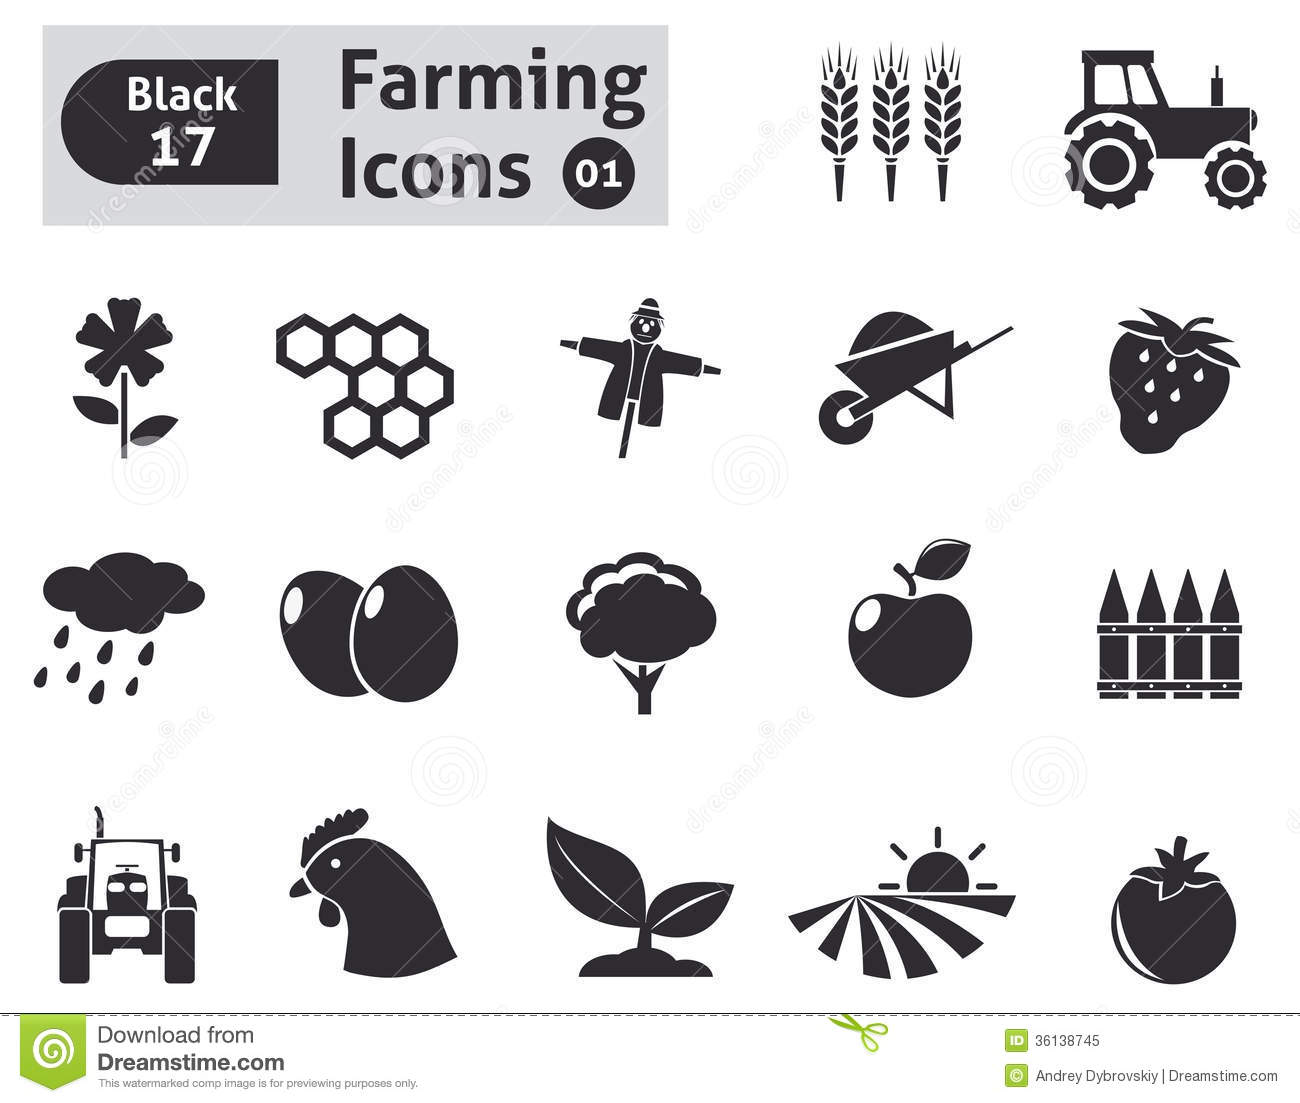 Black
17
Farming
Icons 01
Download from
Dreamstime.com
This watermarked comp image is for previewing purposes only.
ID 36138745
© Andrey Dybrovskiy | Dreamstime.com